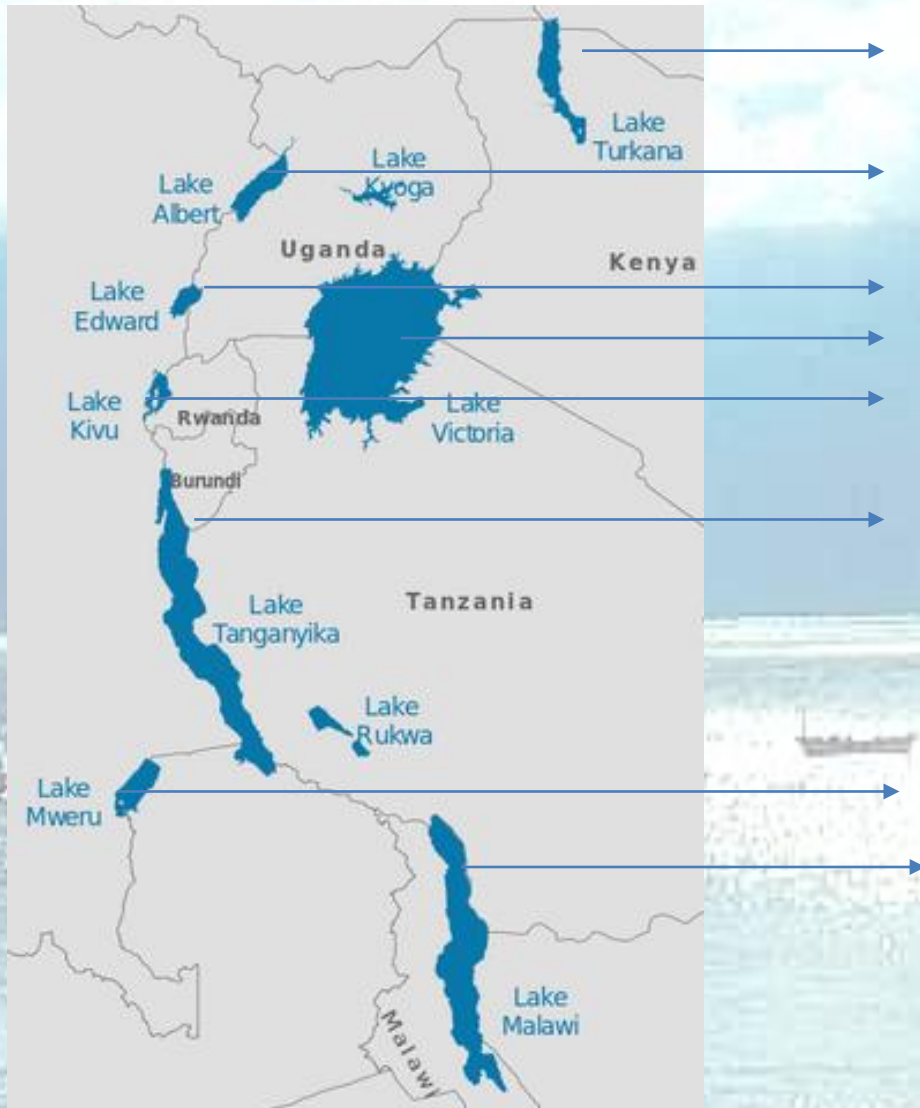 Lake
Turkana
Lake
Kyoga
Lake
Albert
Uganda
Kenya
Lake
Edward
Lake
Kivu
Rwanda
Lake
Victoria
Burundi
Lake
Tanganyika
Tanzania
Lake
Rukwa
Lake
Mweru
Lake
Malawi
Malawi